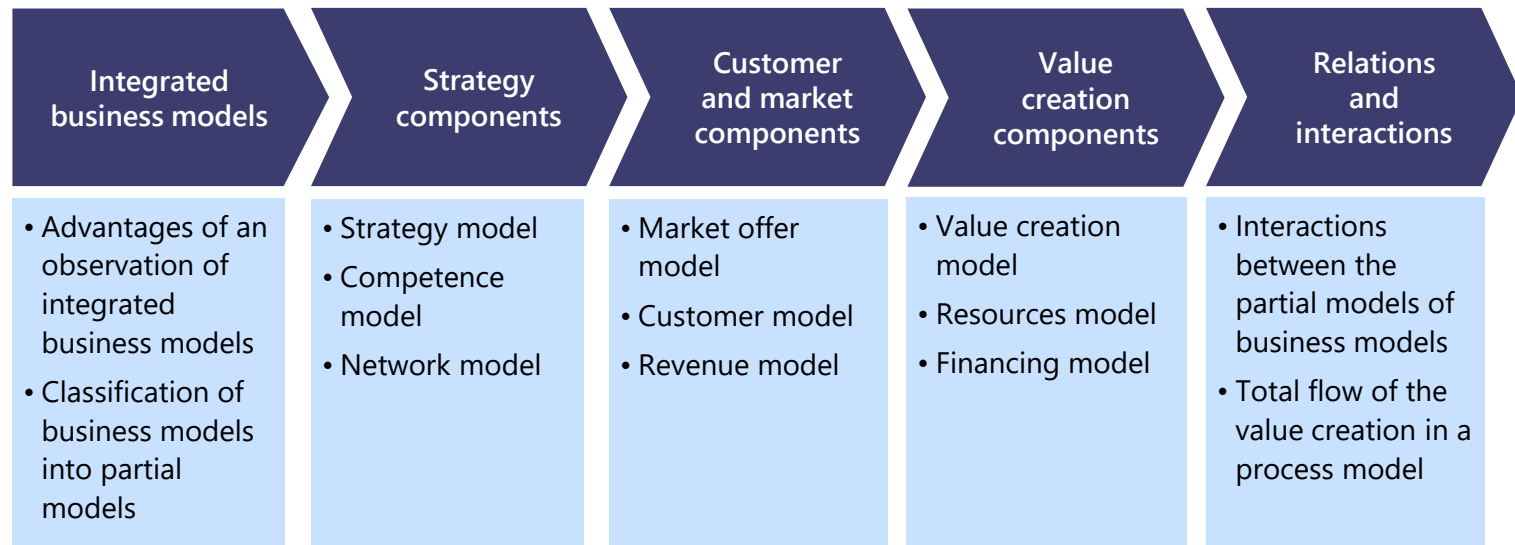 Integrated
business models
• Advantages of an
observation of
integrated
business models
• Classification of
business models
into partial
models
Strategy
components
• Strategy model
• Competence
model
• Network model
Customer
and market
components
• Market offer
model
• Customer model
• Revenue model
Value
creation
components
• Value creation
model
• Resources model
• Financing model
Relations
and
interactions
• Interactions
between the
partial models of
business models
• Total flow of the
value creation in a
process model